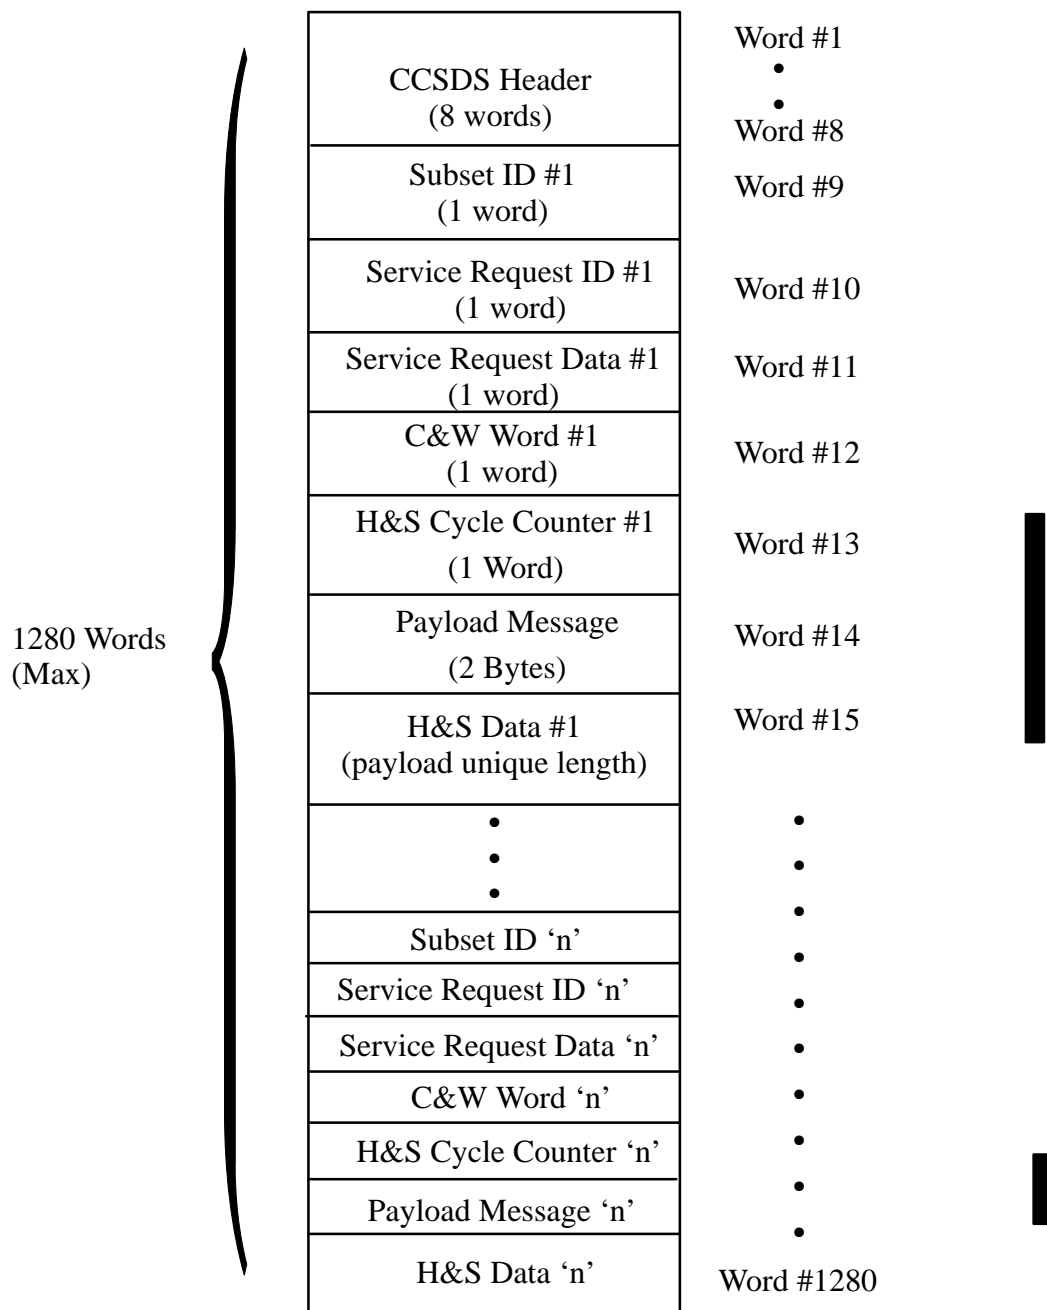 Word #1
CCSDS Header
(8 words)
Word #8
Subset ID #1
(1 word)
Word #9
Service Request ID #1
(1 word)
Word #10
Service Request Data #1
(1 word)
Word #11
C&W Word #1
(1 word)
Word #12
H&S Cycle Counter #1
(1 Word)
Word #13
1280 Words
(Max)
Payload Message
(2 Bytes)
Word #14
H&S Data #1
(payload unique length)
Word #15
Subset ID ‘n’
Service Request ID ‘n’
Service Request Data ‘n’
C&W Word ‘n’
H&S Cycle Counter ‘n’
Payload Message ‘n’
H&S Data ‘n’
Word #1280